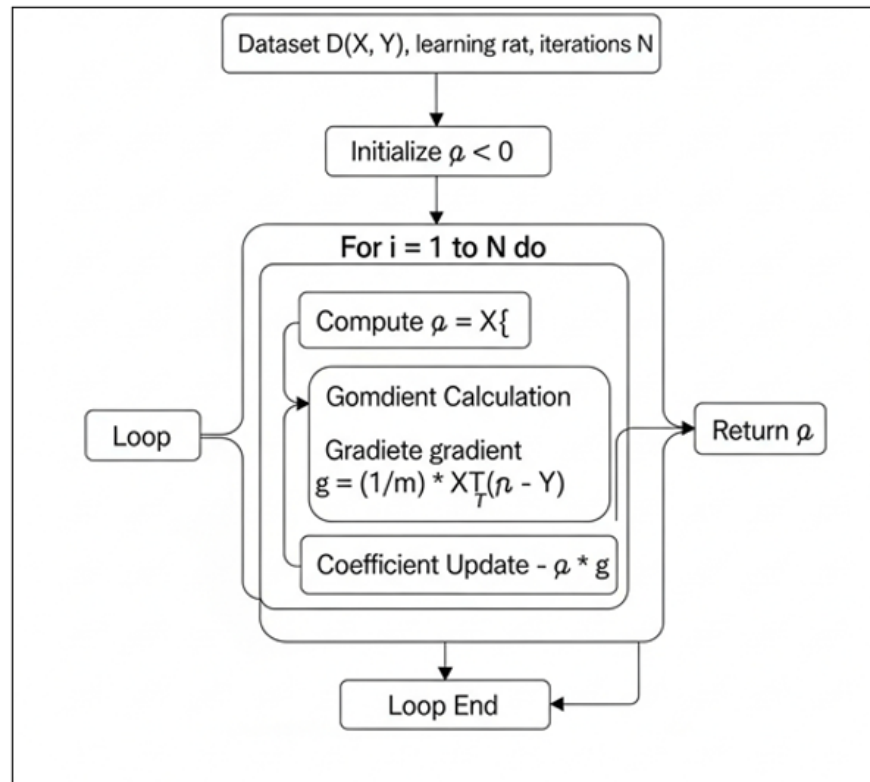 Dataset D(X, Y), learning rat, iterations N
Initialize 𝒶 < 0
For i = 1 to N do
Compute 𝒶 = X{
Gomdient Calculation
Gradiete gradient
g = (1/m) * XT(n - Y)
T
Coefficient Update - 𝒶 * g
Loop
Return 𝒶
Loop End